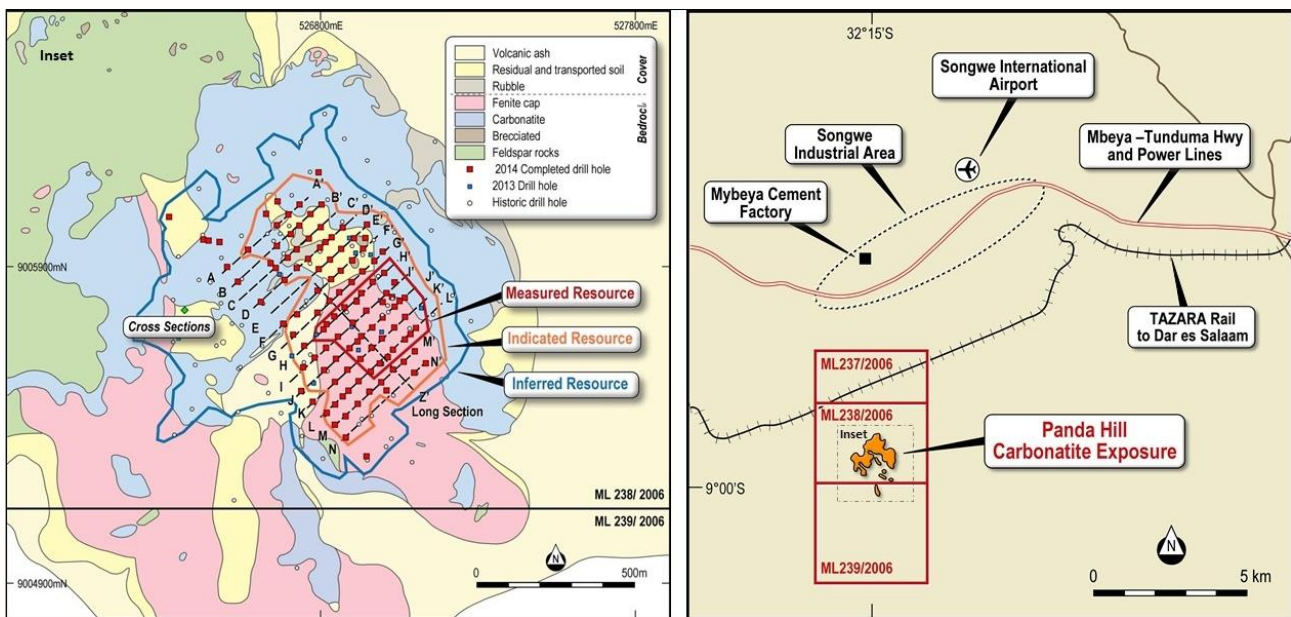 Inset
526800mE
527800mE
Volcanic ash
Residual and transported soil
Rubble
Cover
Fenite cap
Carbonatite
Brecciated
Feldspar rocks
2014 Completed drill hole
2013 Drill hole
Historic drill hole
A'
B'
C'
D'
E'
F'
G'
H'
I'
J'
K'
L'
M'
N'
Z'
9005900mN
A
B
C
D
E
F
G
H
I
J
K
L
M
N
Cross Sections
Measured Resource
Indicated Resource
Inferred Resource
Long Section
ML 238/ 2006
ML 239/ 2006
9004900mN
N
0
500m
32°15'S
Songwe International
Airport
Songwe
Industrial Area
Mbeya –Tunduma Hwy
and Power Lines
Mybeya Cement
Factory
TAZARA Rail
to Dar es Salaam
ML237/2006
ML238/2006
Inset
Panda Hill
Carbonatite Exposure
9°00'S
ML239/2006
N
0
5 km